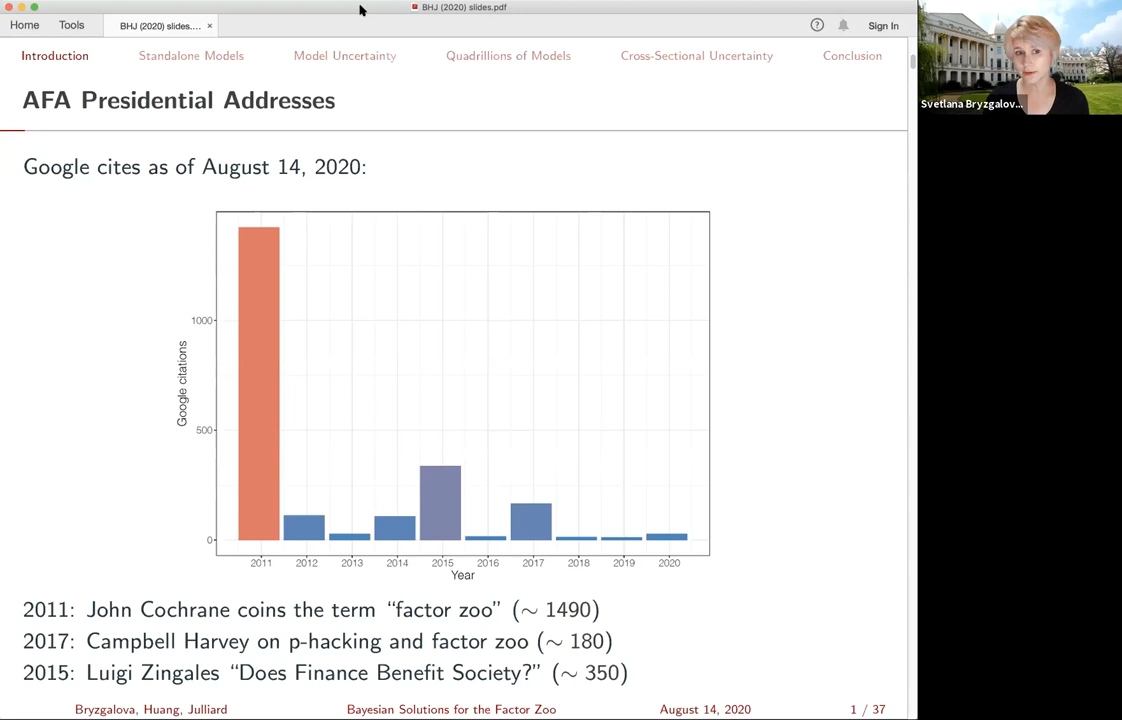 BHJ (2020) slides.pdf
Home Tools BHJ (2020) slides.... × ? Sign In
Introduction Standalone Models Model Uncertainty Quadrillions of Models Cross-Sectional Uncertainty Conclusion
Svetlana Bryzgalov...
AFA Presidential Addresses
Google cites as of August 14, 2020:
1000
500
0
Google citations
2011 2012 2013 2014 2015 2016 2017 2018 2019 2020
Year
2011: John Cochrane coins the term “factor zoo” (∼ 1490)
2017: Campbell Harvey on p-hacking and factor zoo (∼ 180)
2015: Luigi Zingales “Does Finance Benefit Society?” (∼ 350)
Bryzgalova, Huang, Julliard Bayesian Solutions for the Factor Zoo August 14, 2020 1 / 37